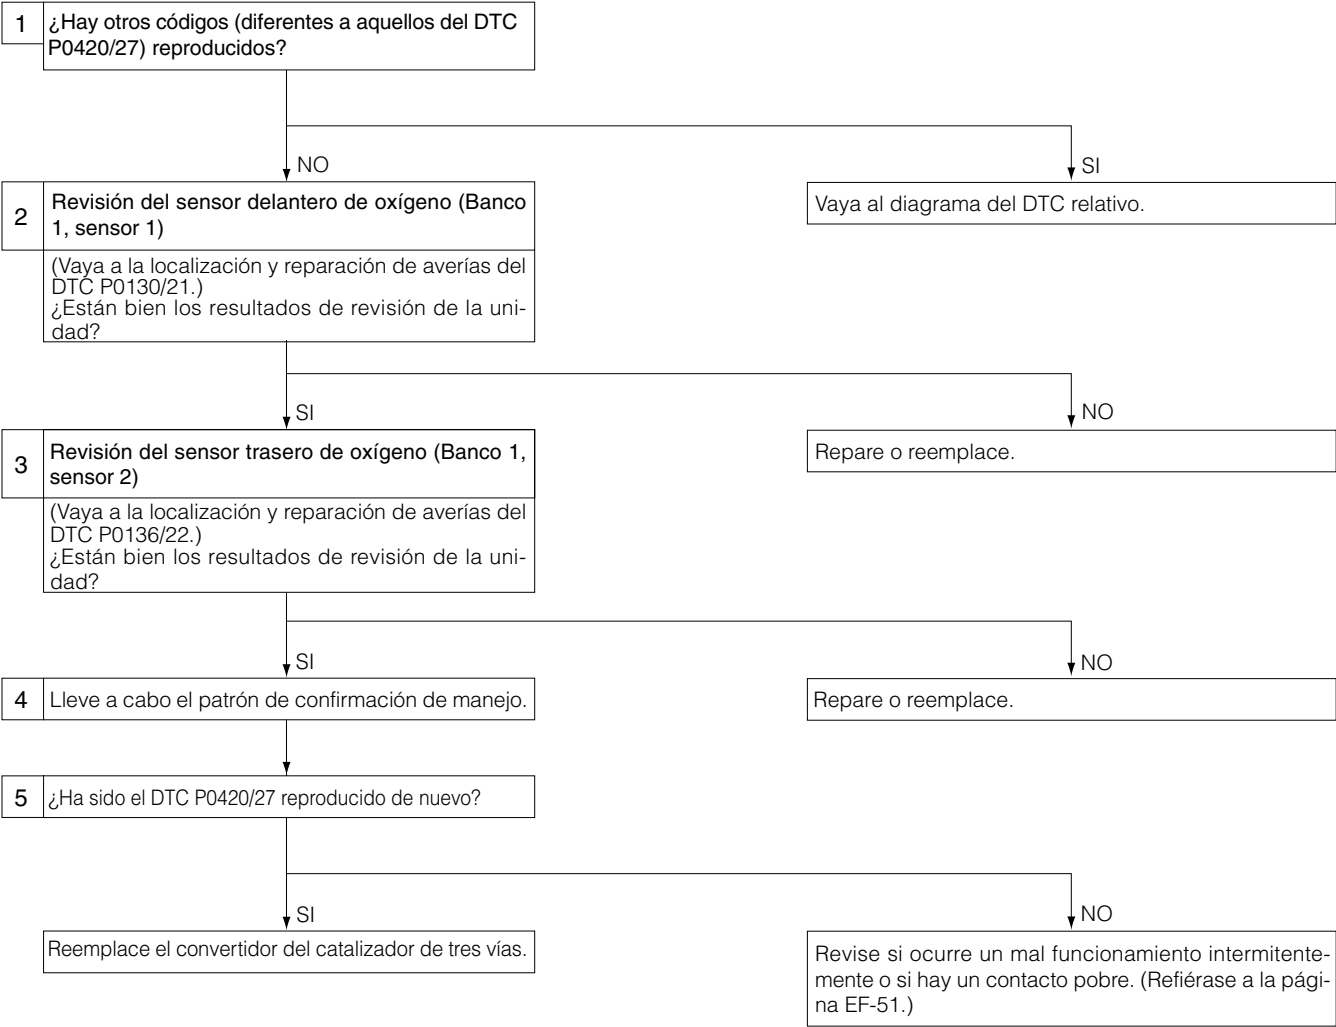 1
¿Hay otros códigos (diferentes a aquellos del DTC
P0420/27) reproducidos?
NO
SI
2
Revisión del sensor delantero de oxígeno (Banco
1, sensor 1)
(Vaya a la localización y reparación de averías del
DTC P0130/21.)
¿Están bien los resultados de revisión de la uni-
dad?
Vaya al diagrama del DTC relativo.
SI
NO
3
Revisión del sensor trasero de oxígeno (Banco 1,
sensor 2)
(Vaya a la localización y reparación de averías del
DTC P0136/22.)
¿Están bien los resultados de revisión de la uni-
dad?
Repare o reemplace.
SI
NO
4
Lleve a cabo el patrón de confirmación de manejo.
Repare o reemplace.
5
¿Ha sido el DTC P0420/27 reproducido de nuevo?
SI
NO
Reemplace el convertidor del catalizador de tres vías.
Revise si ocurre un mal funcionamiento intermitente-
mente o si hay un contacto pobre. (Refiérase a la pági-
na EF-51.)